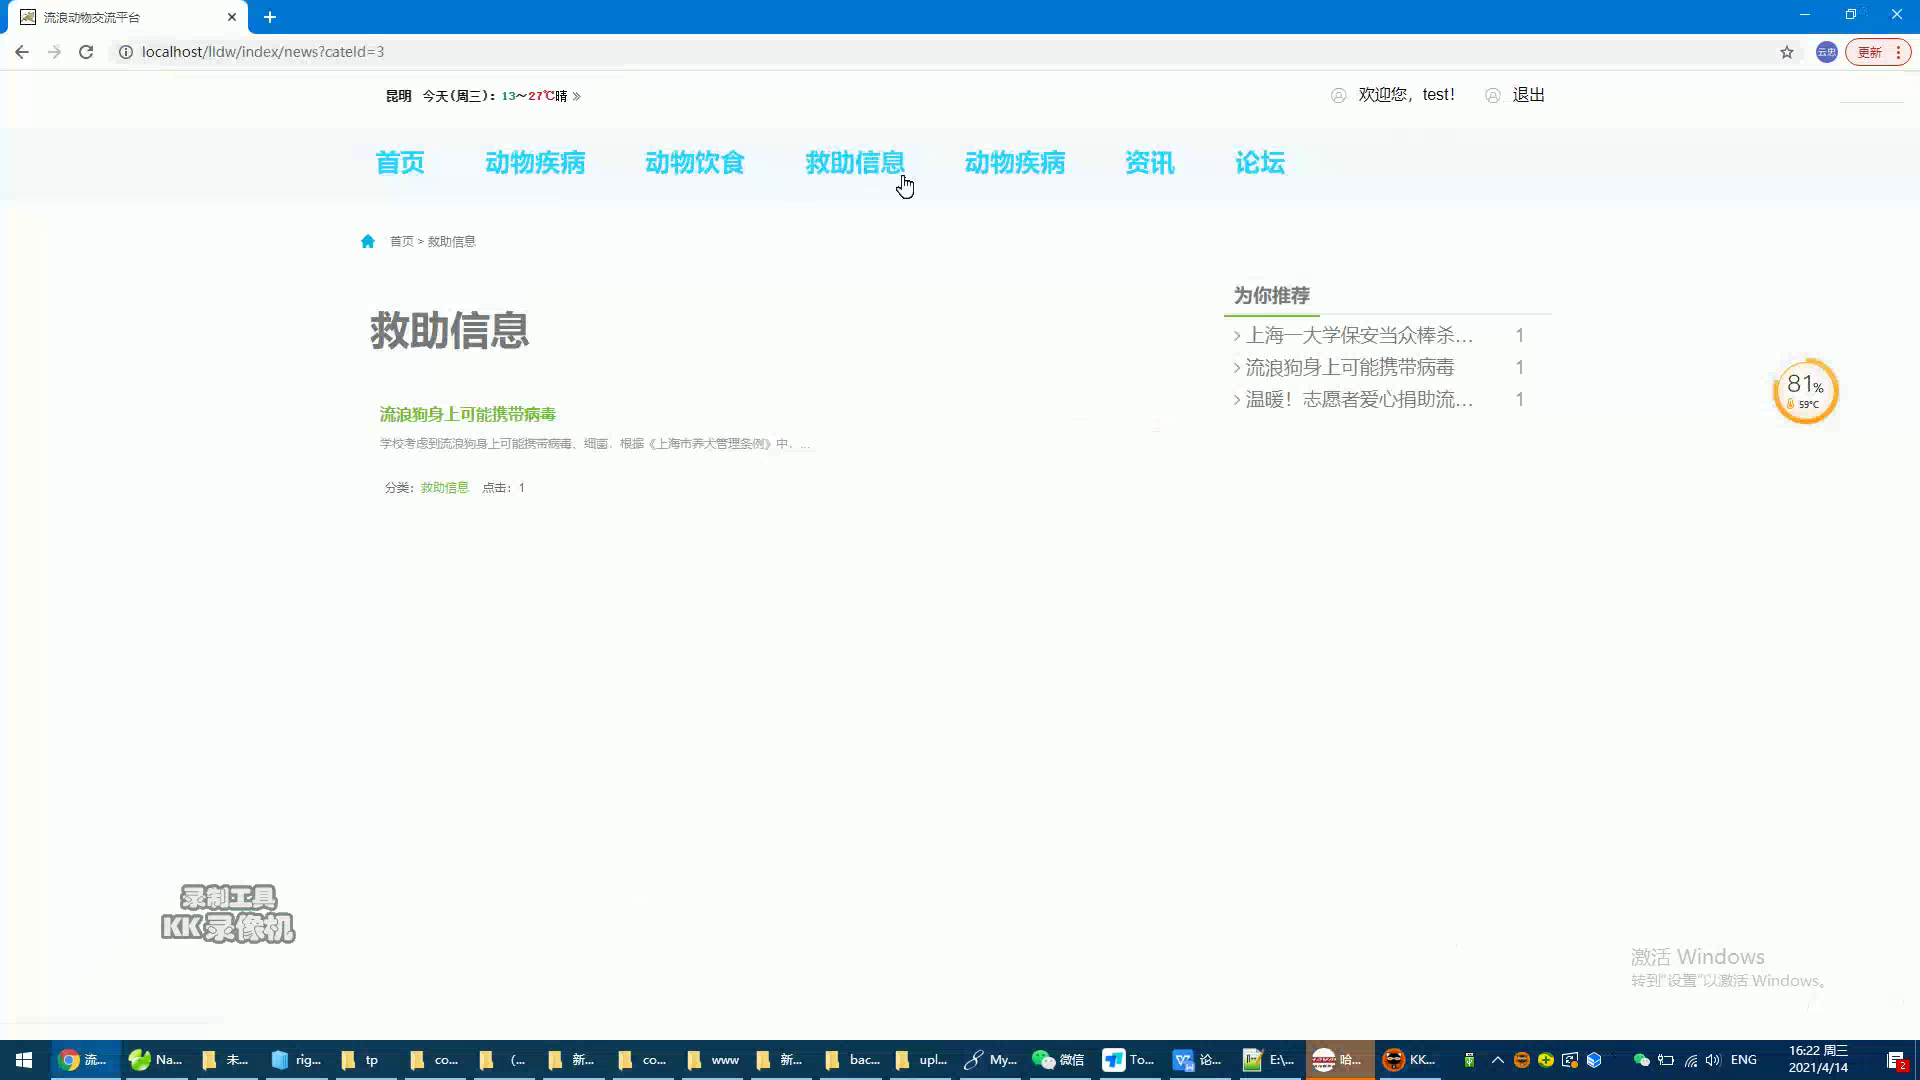 流浪动物交流平台
localhost/lldw/index/news?cateId=3
云忠
更新
昆明 今天(周三)：13～27℃晴 »
欢迎您，test！ 退出
首页 动物疾病 动物饮食 救助信息 动物疾病 资讯 论坛
首页 > 救助信息
救助信息
流浪狗身上可能携带病毒
学校考虑到流浪狗身上可能携带病毒、细菌．根据《上海市养犬管理条例》中．...
分类：救助信息 点击：1
为你推荐
上海一大学保安当众棒杀... 1
流浪狗身上可能携带病毒 1
温暖！志愿者爱心捐助流... 1
81%
59°C
录制工具
KK录像机
激活 Windows
转到“设置”以激活 Windows。
流... Na... 未... rig... tp co... (... 新... co... www 新... bac... upl... My... 微信 To... 论... E:\... 哈... KK... ENG
16:22 周三
2021/4/14
2